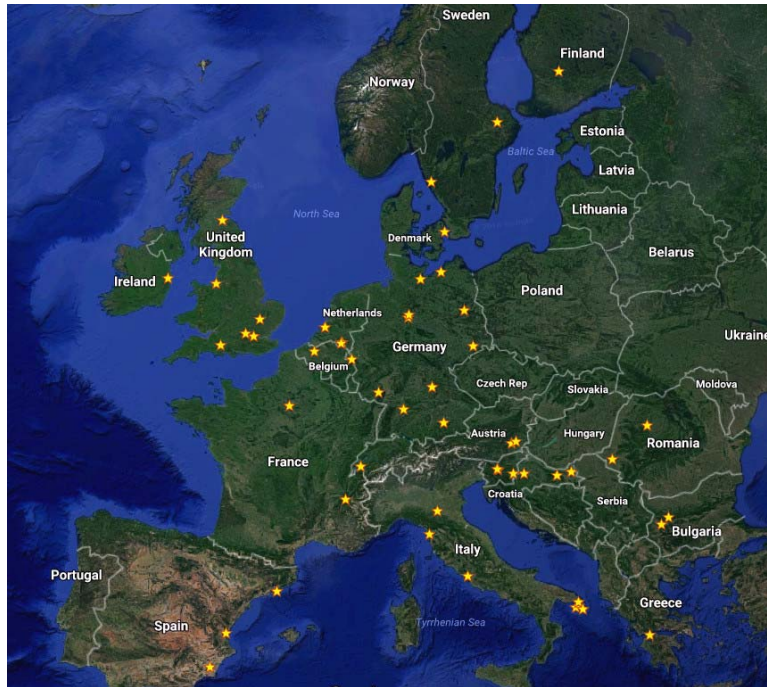 Sweden
Finland
Norway
Estonia
Baltic Sea
Latvia
Lithuania
North Sea
United
Kingdom
Denmark
Belarus
Ireland
Poland
Netherlands
Ukraine
Germany
Belgium
Czech Rep
Slovakia
Moldova
Austria
Hungary
Romania
France
Croatia
Serbia
Bulgaria
Italy
Portugal
Greece
Spain
Tyrrhenian Sea